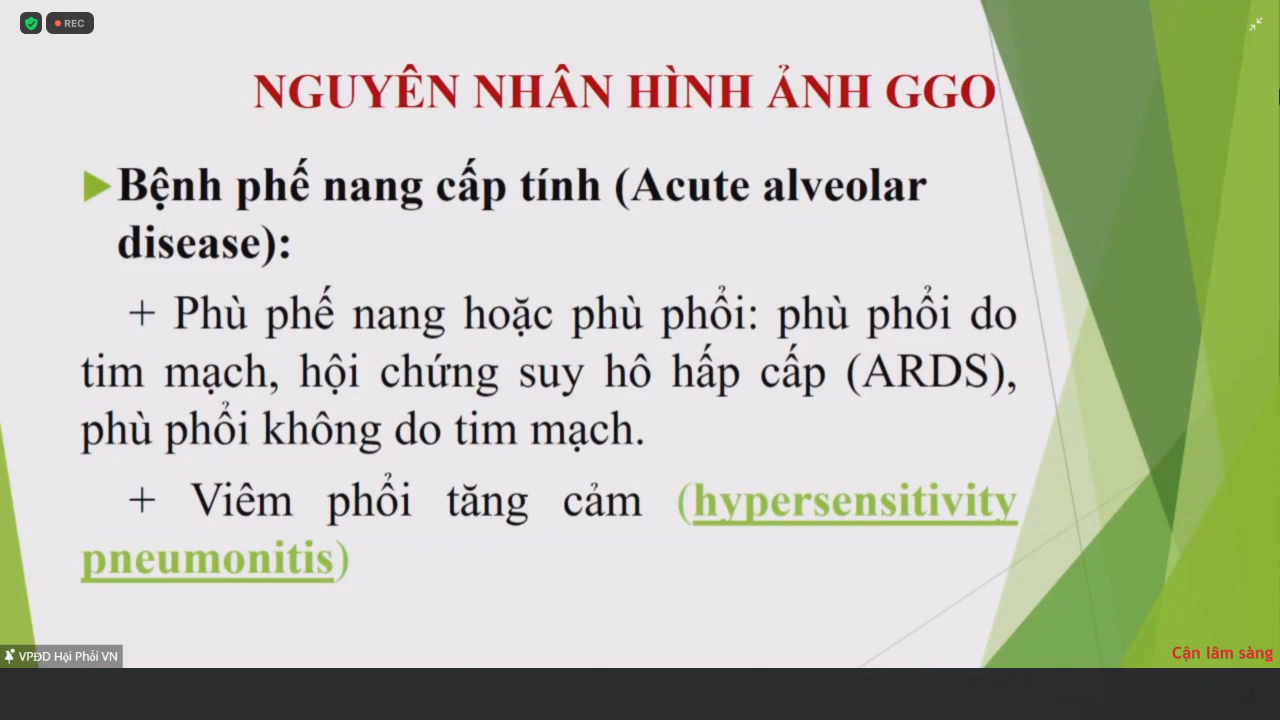 REC
NGUYÊN NHÂN HÌNH ẢNH GGO
Bệnh phế nang cấp tính (Acute alveolar
disease):
+ Phù phế nang hoặc phù phổi: phù phổi do
tim mạch, hội chứng suy hô hấp cấp (ARDS),
phù phổi không do tim mạch.
+ Viêm phổi tăng cảm (hypersensitivity
pneumonitis)
VPĐD Hội Phổi VN
Cận lâm sàng